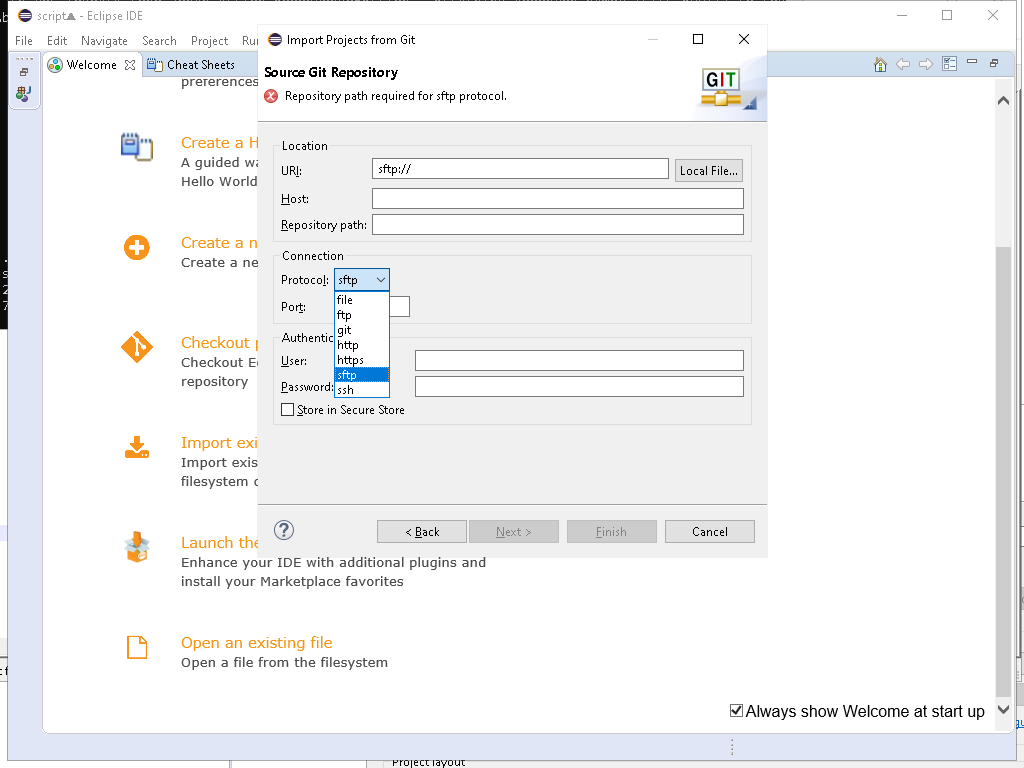 script - Eclipse IDE
File Edit Navigate Search Project Ru
Welcome
Cheat Sheets
preferences
Create a H
A guided wa
Hello World
Create a n
Create a ne
Checkout p
Checkout Ec
repository
Import exi
Import exis
filesystem o
Launch the
Enhance your IDE with additional plugins and
install your Marketplace favorites
Open an existing file
Open a file from the filesystem
Always show Welcome at start up
Import Projects from Git
Source Git Repository
Repository path required for sftp protocol.
GIT
Location
URI:
sftp://
Local File...
Host:
Repository path:
Connection
Protocol:
sftp
Port:
file
ftp
git
http
https
sftp
ssh
Authentic
User:
Password:
Store in Secure Store
?
< Back
Next >
Finish
Cancel
Project layout